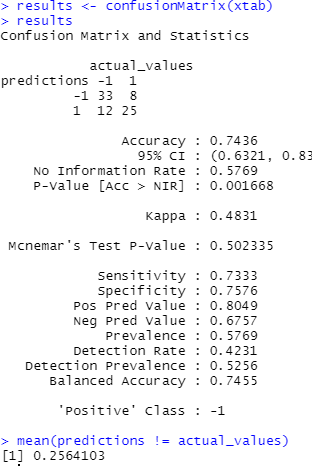 > results <- confusionMatrix(xtab)
> results
Confusion Matrix and Statistics
actual_values
predictions -1 1
-1 33 8
1 12 25
Accuracy : 0.7436
95% CI : (0.6321, 0.83
No Information Rate : 0.5769
P-Value [Acc > NIR] : 0.001668
Kappa : 0.4831
Mcnemar's Test P-Value : 0.502335
Sensitivity : 0.7333
Specificity : 0.7576
Pos Pred Value : 0.8049
Neg Pred Value : 0.6757
Prevalence : 0.5769
Detection Rate : 0.4231
Detection Prevalence : 0.5256
Balanced Accuracy : 0.7455
'Positive' Class : -1
> mean(predictions != actual_values)
[1] 0.2564103